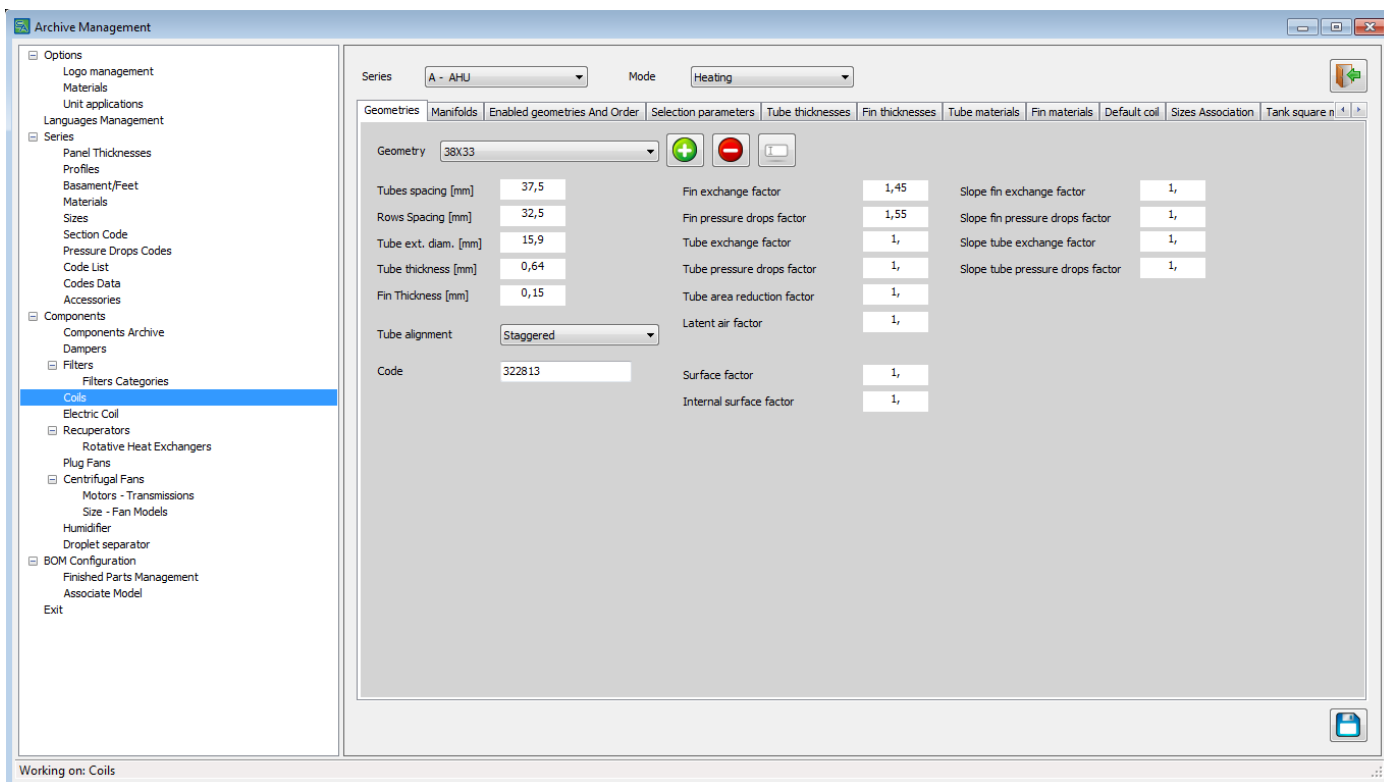 Archive Management
Options
Logo management
Materials
Unit applications
Languages Management
Series
Panel Thicknesses
Profiles
Basament/Feet
Materials
Sizes
Section Code
Pressure Drops Codes
Code List
Codes Data
Accessories
Components
Components Archive
Dampers
Filters
Filters Categories
Coils
Electric Coil
Recuperators
Rotative Heat Exchangers
Plug Fans
Centrifugal Fans
Motors - Transmissions
Size - Fan Models
Humidifier
Droplet separator
BOM Configuration
Finished Parts Management
Associate Model
Exit
Series A - AHU Mode Heating
Geometries Manifolds Enabled geometries And Order Selection parameters Tube thicknesses Fin thicknesses Tube materials Fin materials Default coil Sizes Association Tank square
Geometry 38X33
Tubes spacing [mm] 37,5 Fin exchange factor 1,45 Slope fin exchange factor 1,
Rows Spacing [mm] 32,5 Fin pressure drops factor 1,55 Slope fin pressure drops factor 1,
Tube ext. diam. [mm] 15,9 Tube exchange factor 1, Slope tube exchange factor 1,
Tube thickness [mm] 0,64 Tube pressure drops factor 1, Slope tube pressure drops factor 1,
Fin Thickness [mm] 0,15 Tube area reduction factor 1,
Latent air factor 1,
Tube alignment Staggered
Code 322813 Surface factor 1,
Internal surface factor 1,
Working on: Coils